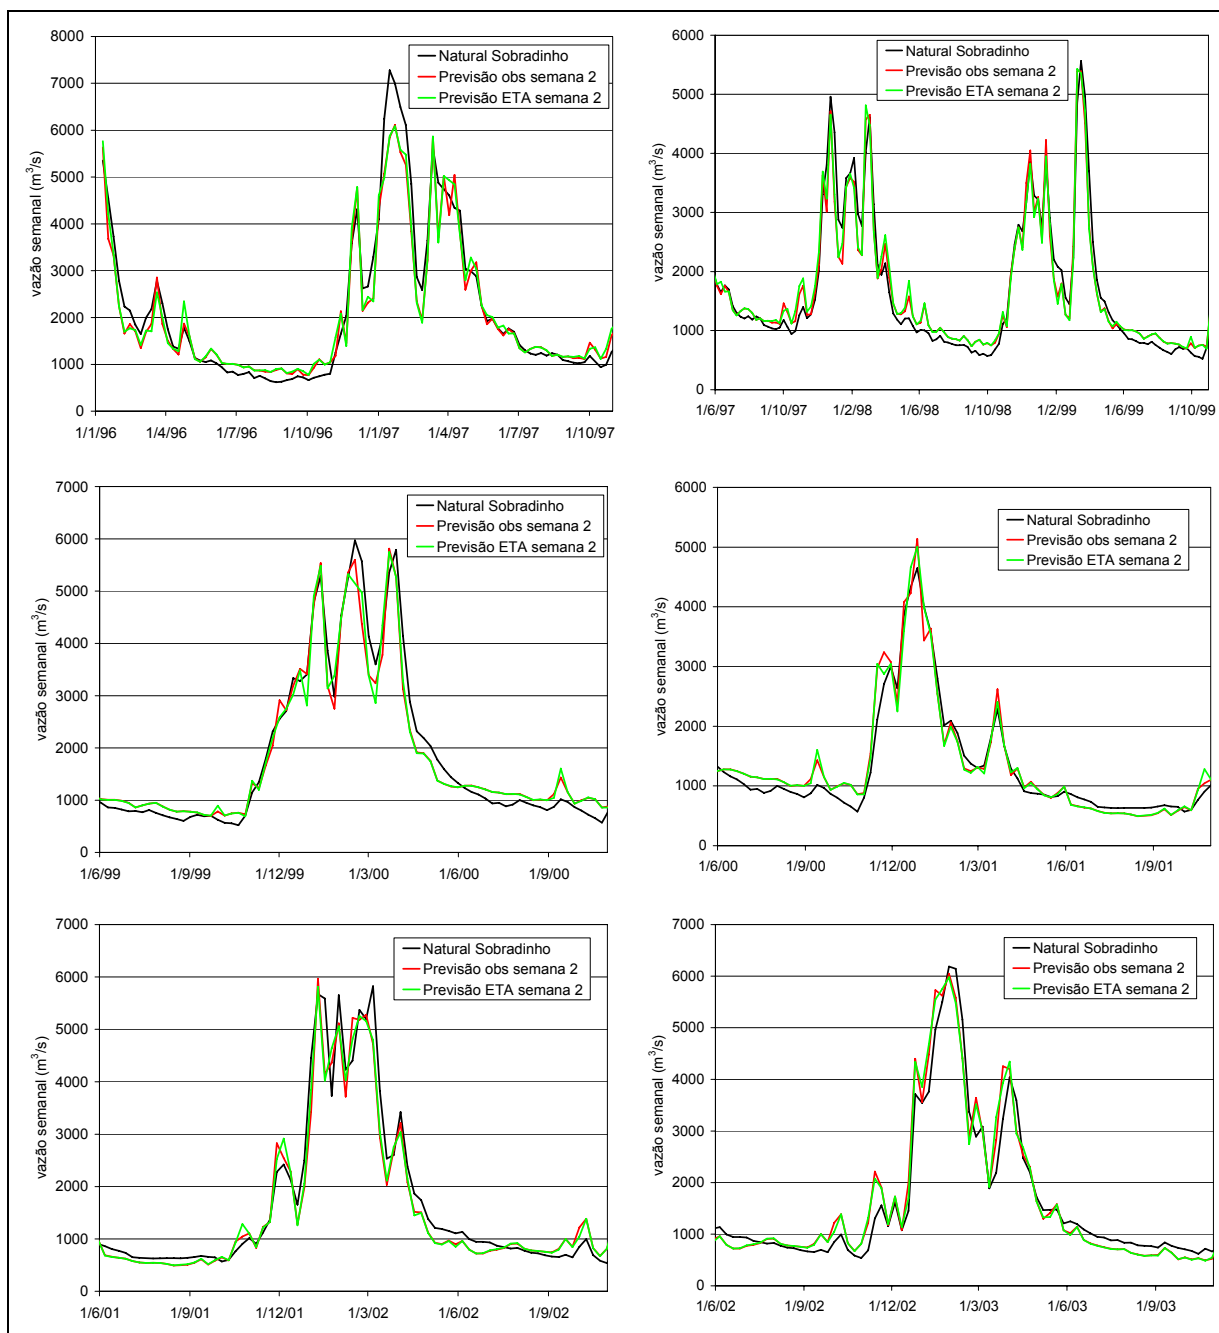 8000
7000
6000
5000
4000
3000
2000
1000
0
vazão semanal (m³/s)
Natural Sobradinho
Previsão obs semana 2
Previsão ETA semana 2
1/1/96 1/4/96 1/7/96 1/10/96 1/1/97 1/4/97 1/7/97 1/10/97
6000
5000
4000
3000
2000
1000
0
vazão semanal (m³/s)
Natural Sobradinho
Previsão obs semana 2
Previsão ETA semana 2
1/6/97 1/10/97 1/2/98 1/6/98 1/10/98 1/2/99 1/6/99 1/10/99
7000
6000
5000
4000
3000
2000
1000
0
vazão semanal (m³/s)
Natural Sobradinho
Previsão obs semana 2
Previsão ETA semana 2
1/6/99 1/9/99 1/12/99 1/3/00 1/6/00 1/9/00
6000
5000
4000
3000
2000
1000
0
vazão semanal (m³/s)
Natural Sobradinho
Previsão obs semana 2
Previsão ETA semana 2
1/6/00 1/9/00 1/12/00 1/3/01 1/6/01 1/9/01
7000
6000
5000
4000
3000
2000
1000
0
vazão semanal (m³/s)
Natural Sobradinho
Previsão obs semana 2
Previsão ETA semana 2
1/6/01 1/9/01 1/12/01 1/3/02 1/6/02 1/9/02
7000
6000
5000
4000
3000
2000
1000
0
vazão semanal (m³/s)
Natural Sobradinho
Previsão obs semana 2
Previsão ETA semana 2
1/6/02 1/9/02 1/12/02 1/3/03 1/6/03 1/9/03